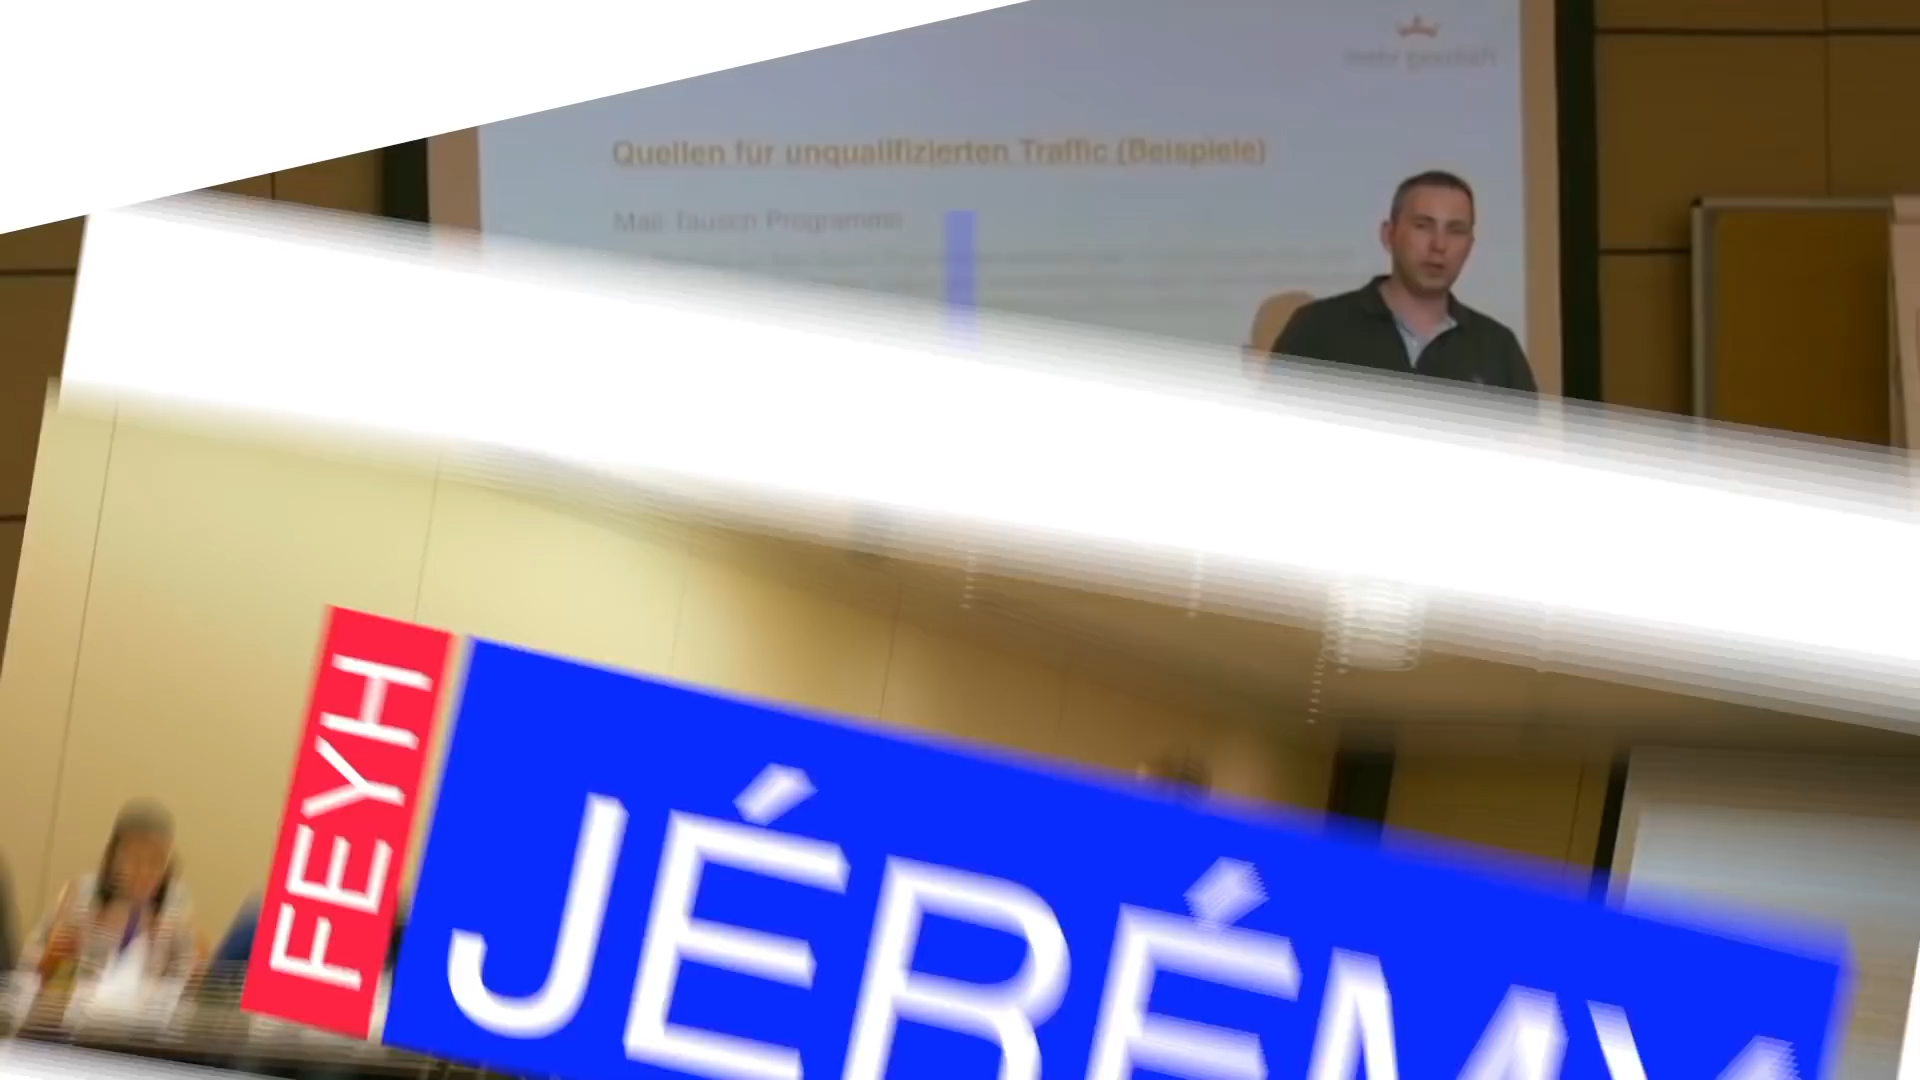 mehr geschäft
Quellen für unqualifizierten Traffic (Beispiele)
Mail Tausch Programme
FEYH
JÉRÉMY